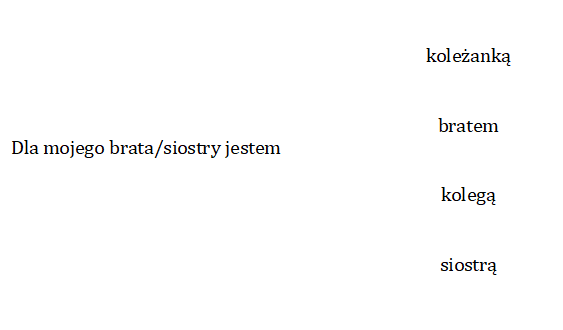 koleżanką
bratem
Dla mojego brata/siostry jestem
kolegą
siostrą